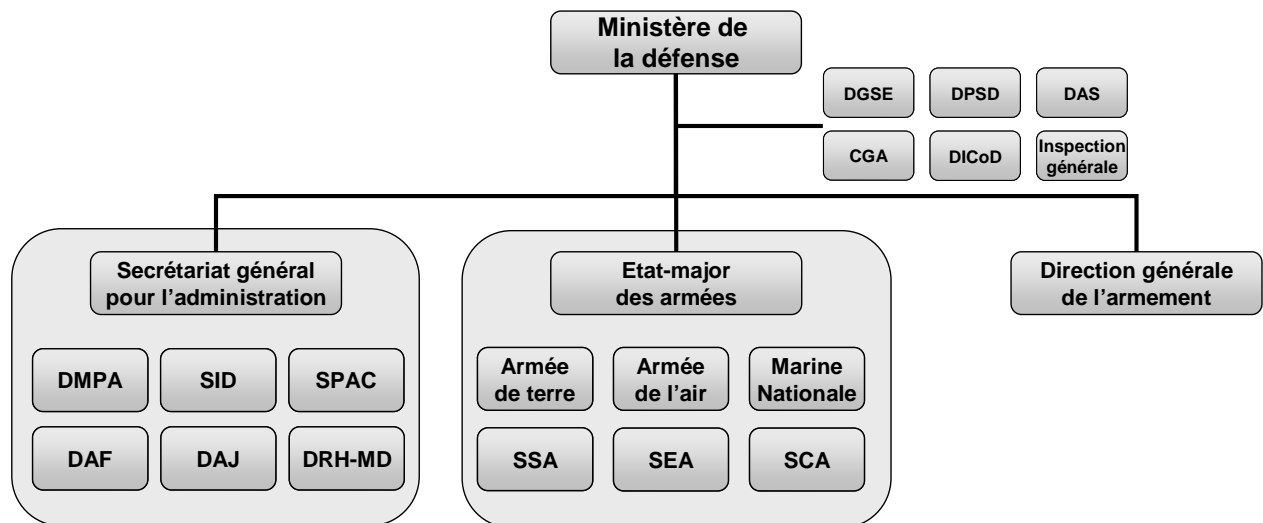 Ministère de
la défense
DGSE
DPSD
DAS
CGA
DICoD
Inspection
générale
Secrétariat général
pour l'administration
Etat-major
des armées
Direction générale
de l'armement
DMPA
SID
SPAC
DAF
DAJ
DRH-MD
Armée
de terre
Armée
de l'air
Marine
Nationale
SSA
SEA
SCA